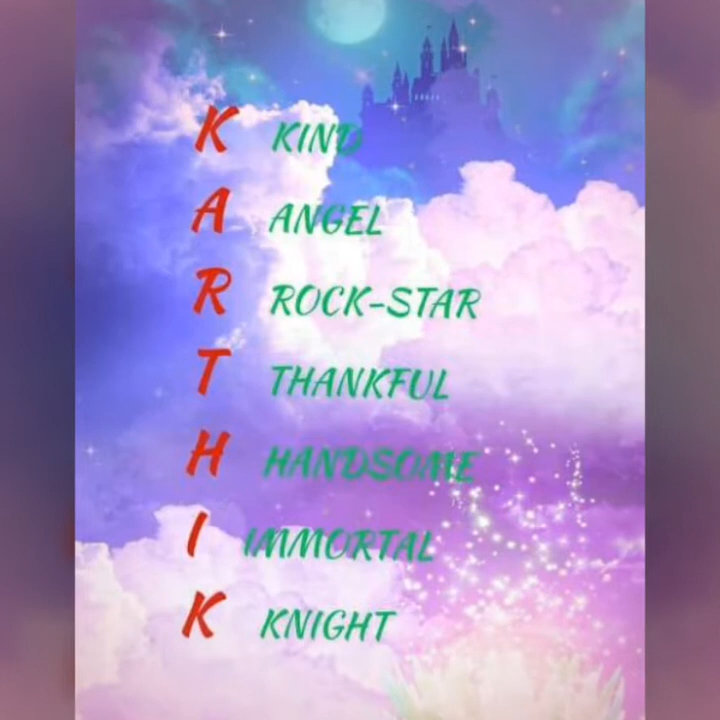 K KIND
A ANGEL
R ROCK-STAR
T THANKFUL
H HANDSOME
I IMMORTAL
K KNIGHT